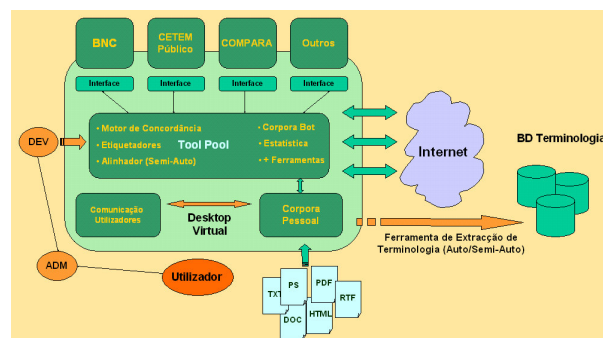 BNC
CETEM
Público
COMPARA
Outros
Interface
Interface
Interface
Interface
• Motor de Concordância
• Etiquetadores
• Alinhador (Semi-Auto)
Tool Pool
• Corpora Bot
• Estatística
• + Ferramentas
DEV
Internet
BD Terminologia
Comunicação
Utilizadores
Desktop
Virtual
Corpora
Pessoal
Ferramenta de Extracção de
Terminologia (Auto/Semi-Auto)
ADM
Utilizador
TXT
PS
PDF
RTF
DOC
HTML